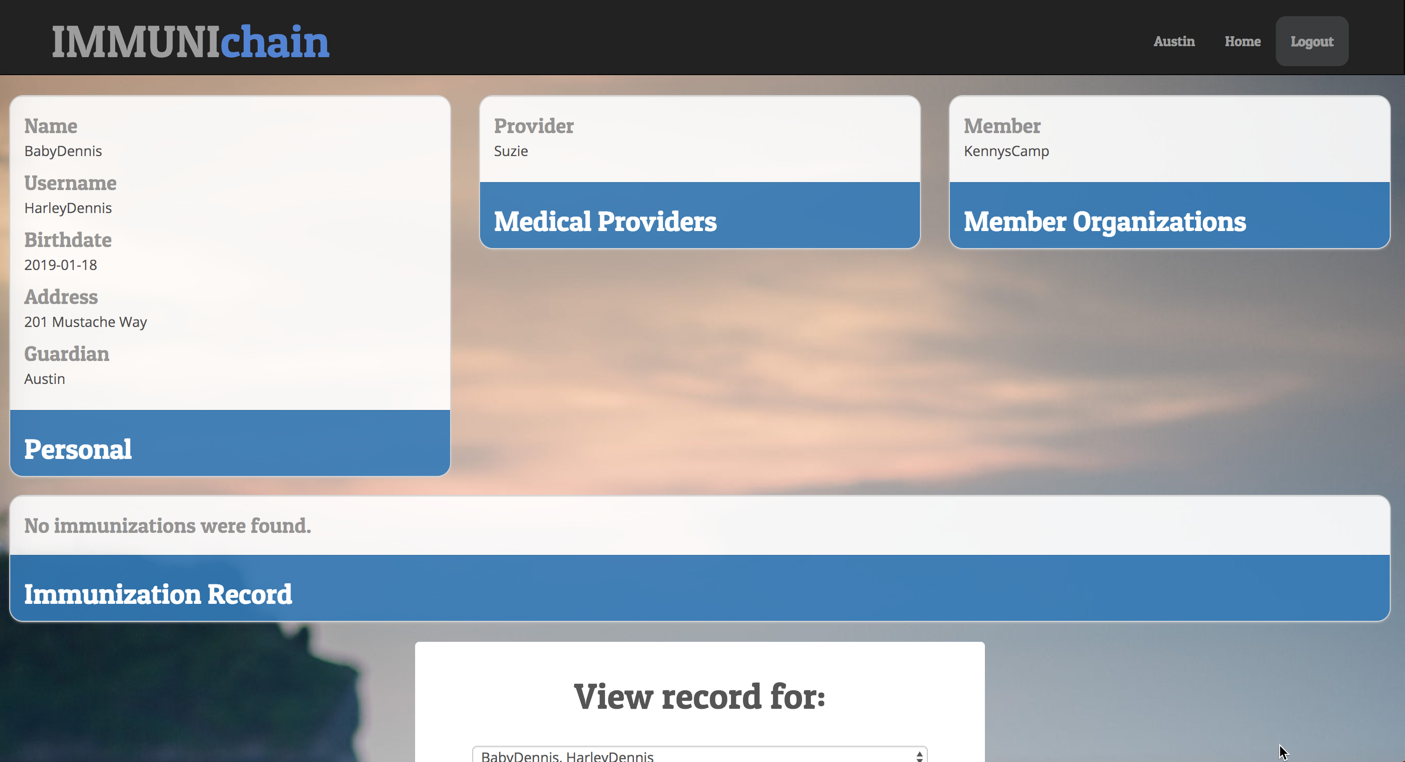 IMMUNIchain
Austin Home Logout
Name
BabyDennis
Username
HarleyDennis
Birthdate
2019-01-18
Address
201 Mustache Way
Guardian
Austin
Personal
Provider
Suzie
Medical Providers
Member
KennysCamp
Member Organizations
No immunizations were found.
Immunization Record
View record for:
BabyDennis, HarleyDennis